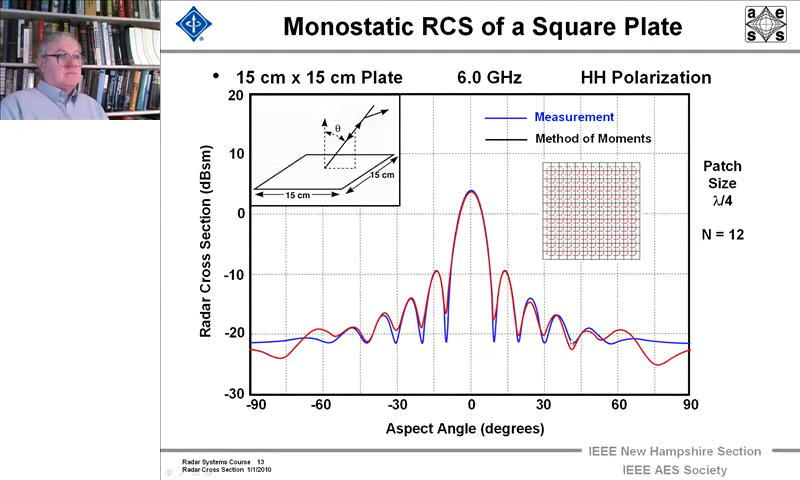 Monostatic RCS of a Square Plate
a e
s s
• 15 cm x 15 cm Plate 6.0 GHz HH Polarization
20
10
0
-10
-20
-30
Radar Cross Section (dBsm)
θ
15 cm
15 cm
Measurement
Method of Moments
Patch
Size
λ/4
N = 12
-90 -60 -30 0 30 60 90
Aspect Angle (degrees)
IEEE New Hampshire Section
IEEE AES Society
Radar Systems Course 13
Radar Cross Section 1/1/2010